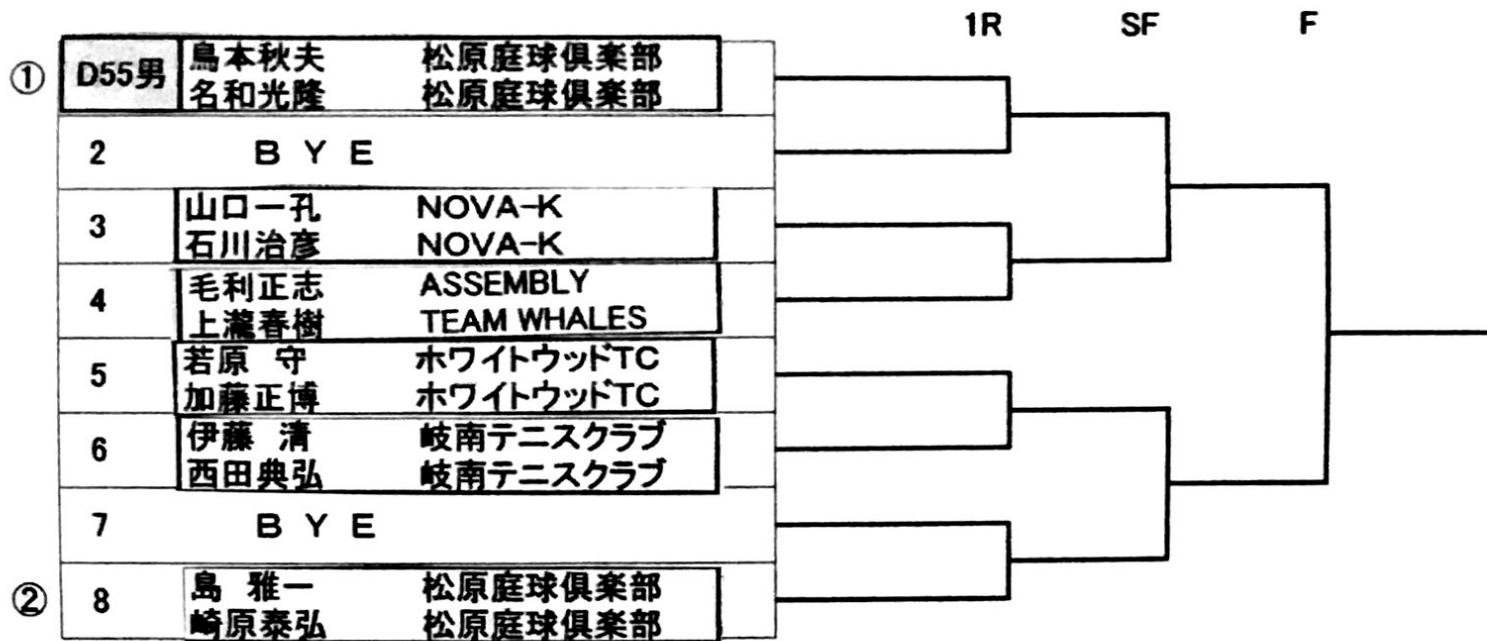 1R SF F
① D55男 鳥本秋夫 松原庭球倶楽部
名和光隆 松原庭球倶楽部
2 BYE
3 山口一孔 NOVA-K
石川治彦 NOVA-K
4 毛利正志 ASSEMBLY
上瀧春樹 TEAM WHALES
5 若原 守 ホワイトウッドTC
加藤正博 ホワイトウッドTC
6 伊藤 清 岐南テニスクラブ
西田典弘 岐南テニスクラブ
7 BYE
② 8 島 雅一 松原庭球倶楽部
崎原泰弘 松原庭球倶楽部